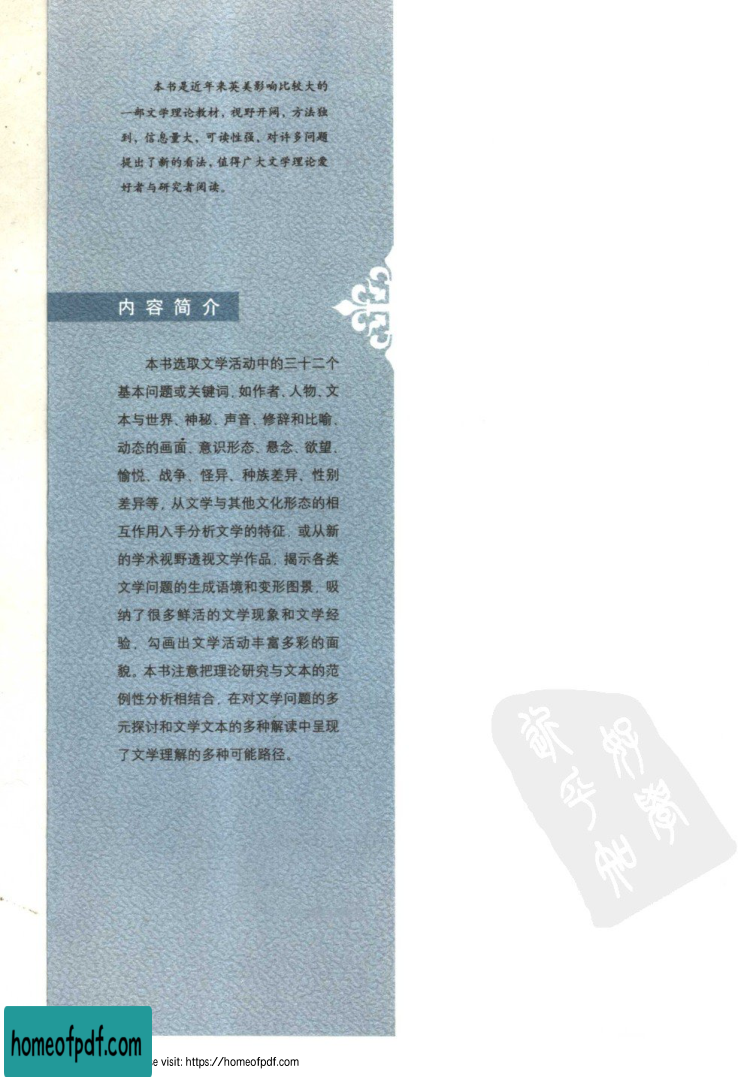 本书是近年来英美影响比较大的
一部文学理论教材，视野开阔、方法独
到，信息量大，可读性强，对许多问题
提出了新的看法，值得广大文学理论爱
好者与研究者阅读。
内容简介
本书选取文学活动中的三十二个
基本问题或关键词，如作者、人物、文
本与世界、神秘、声音、修辞和比喻、
动态的画面、意识形态、悬念、欲望、
愉悦、战争、怪异、种族差异、性别
差异等，从文学与其他文化形态的相
互作用入手分析文学的特征，或从新
的学术视野透视文学作品，揭示各类
文学问题的生成语境和变形图景，吸
纳了很多鲜活的文学现象和文学经
验，勾画出文学活动丰富多彩的面
貌。本书注意把理论研究与文本的范
例性分析相结合，在对文学问题的多
元探讨和文学文本的多种解读中呈现
了文学理解的多种可能路径。
homeofpdf.com
e visit: https://homeofpdf.com